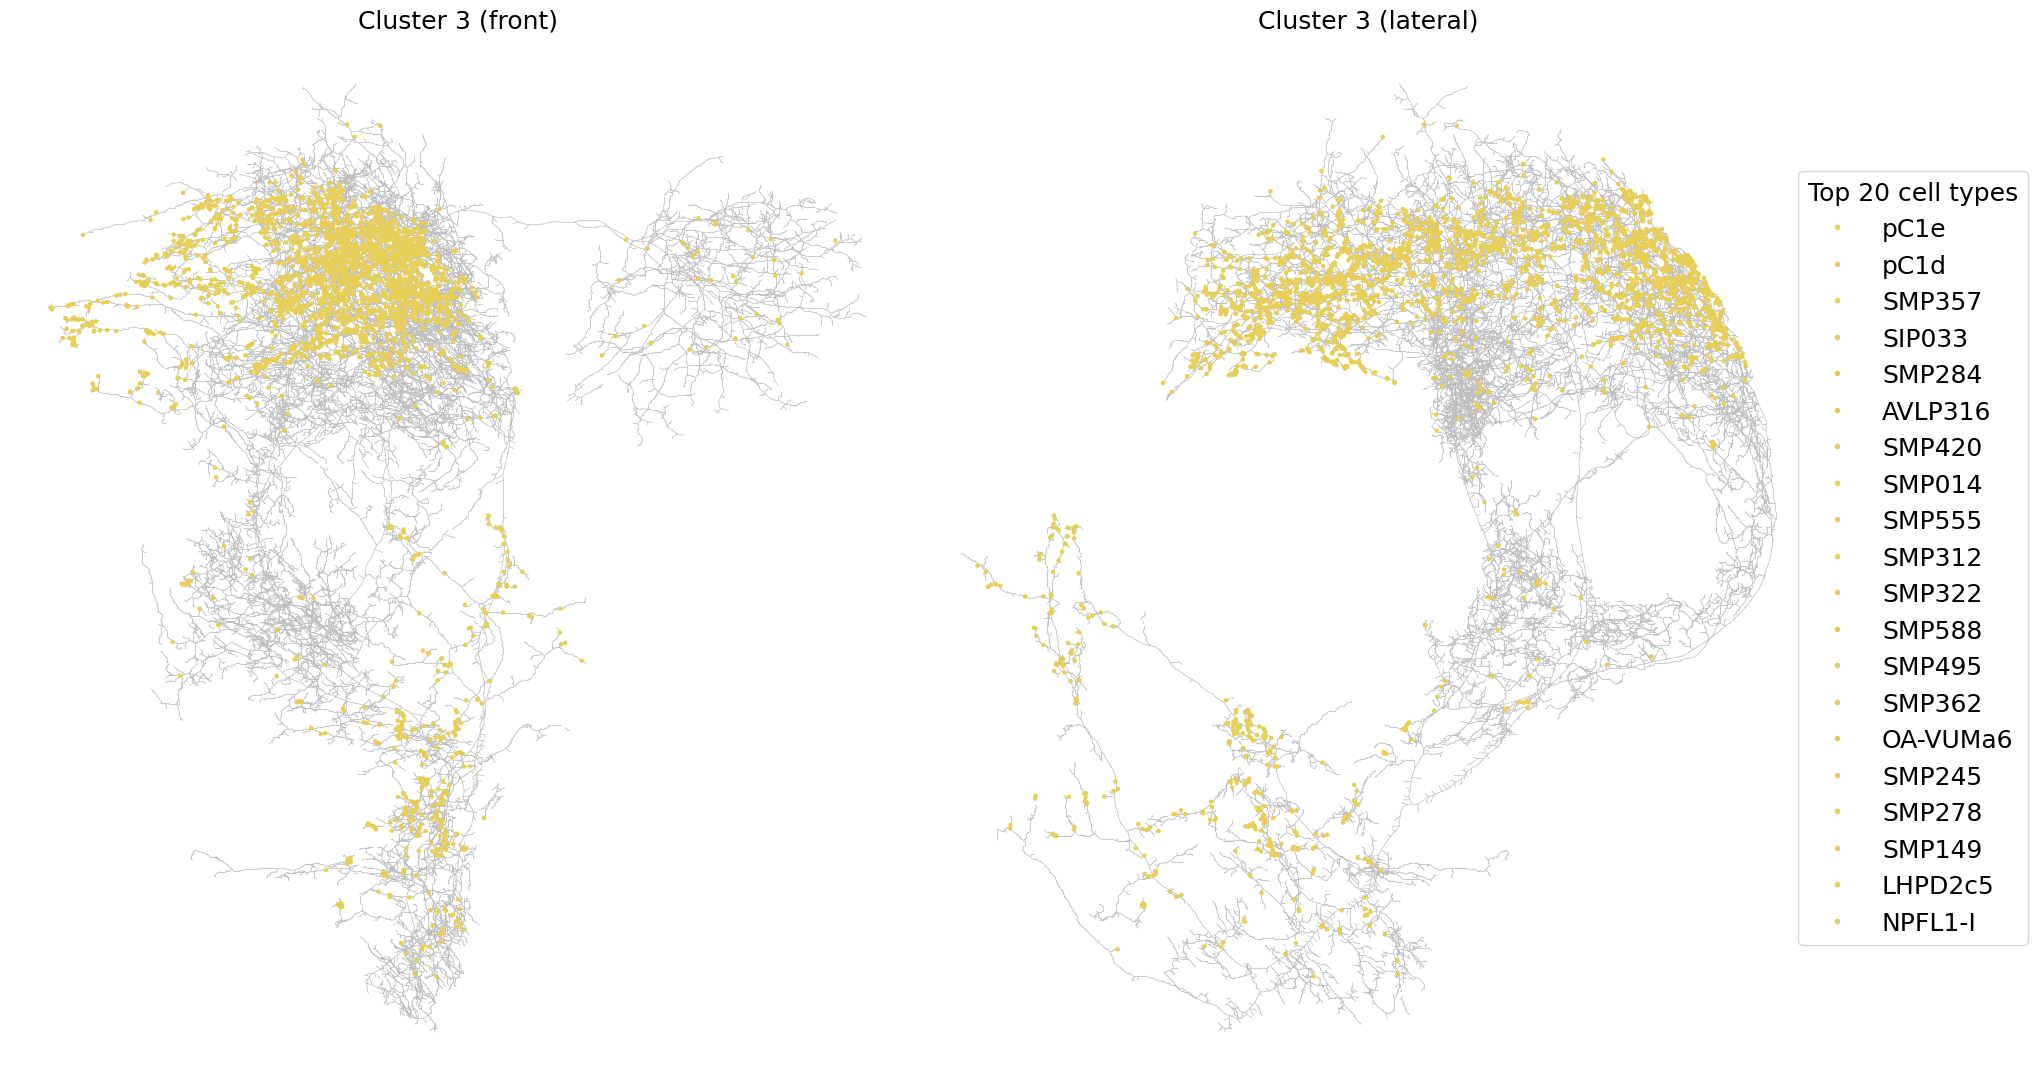 Cluster 3 (front)
Cluster 3 (lateral)
Top 20 cell types
pC1e
pC1d
SMP357
SIP033
SMP284
AVLP316
SMP420
SMP014
SMP555
SMP312
SMP322
SMP588
SMP495
SMP362
OA-VUMa6
SMP245
SMP278
SMP149
LHPD2c5
NPFL1-I